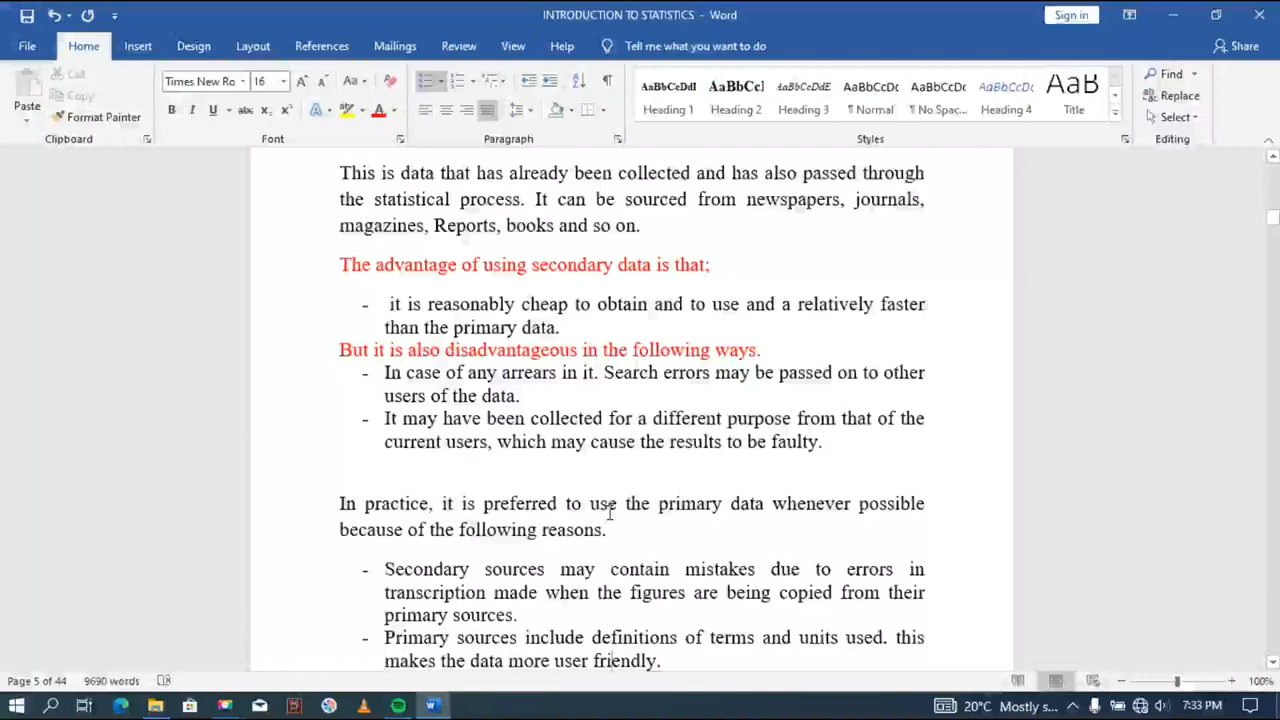 INTRODUCTION TO STATISTICS - Word
Sign in
File Home Insert Design Layout References Mailings Review View Help Tell me what you want to do Share
Paste
Cut
Copy
Format Painter
Clipboard
Times New Ro 16
B I U abc
Font
Paragraph
AaBbCcDdI AaBbCcI AaBbCcDdE AaBbCcDc AaBbCcDc AaBbCcDc AaB
Heading 1 Heading 2 Heading 3 ¶ Normal ¶ No Spac... Heading 4 Title
Styles
Find
Replace
Select
Editing
This is data that has already been collected and has also passed through
the statistical process. It can be sourced from newspapers, journals,
magazines, Reports, books and so on.
The advantage of using secondary data is that;
- it is reasonably cheap to obtain and to use and a relatively faster
than the primary data.
But it is also disadvantageous in the following ways.
- In case of any arrears in it. Search errors may be passed on to other
users of the data.
- It may have been collected for a different purpose from that of the
current users, which may cause the results to be faulty.
In practice, it is preferred to use the primary data whenever possible
because of the following reasons.
- Secondary sources may contain mistakes due to errors in
transcription made when the figures are being copied from their
primary sources.
- Primary sources include definitions of terms and units used. this
makes the data more user friendly.
Page 5 of 44 9690 words
100%
20°C Mostly s... 7:33 PM